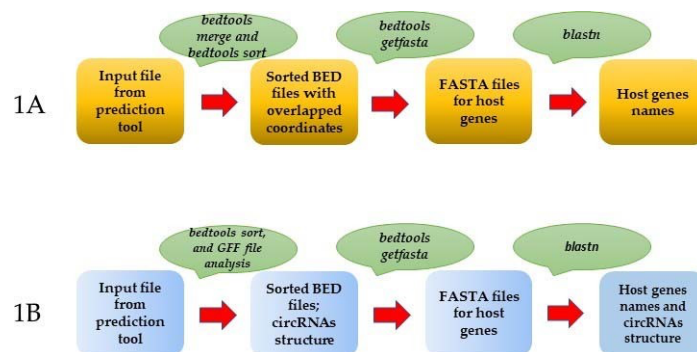 bedtools
merge and
bedtools sort
bedtools
getfasta
blastn
1A
Input file
from
prediction
tool
Sorted BED
files with
overlapped
coordinates
FASTA files
for host
genes
Host genes
names
bedtools sort,
and GFF file
analysis
bedtools
getfasta
blastn
1B
Input file
from
prediction
tool
Sorted BED
files;
circRNAs
structure
FASTA files
for host
genes
Host genes
names and
circRNAs
structure